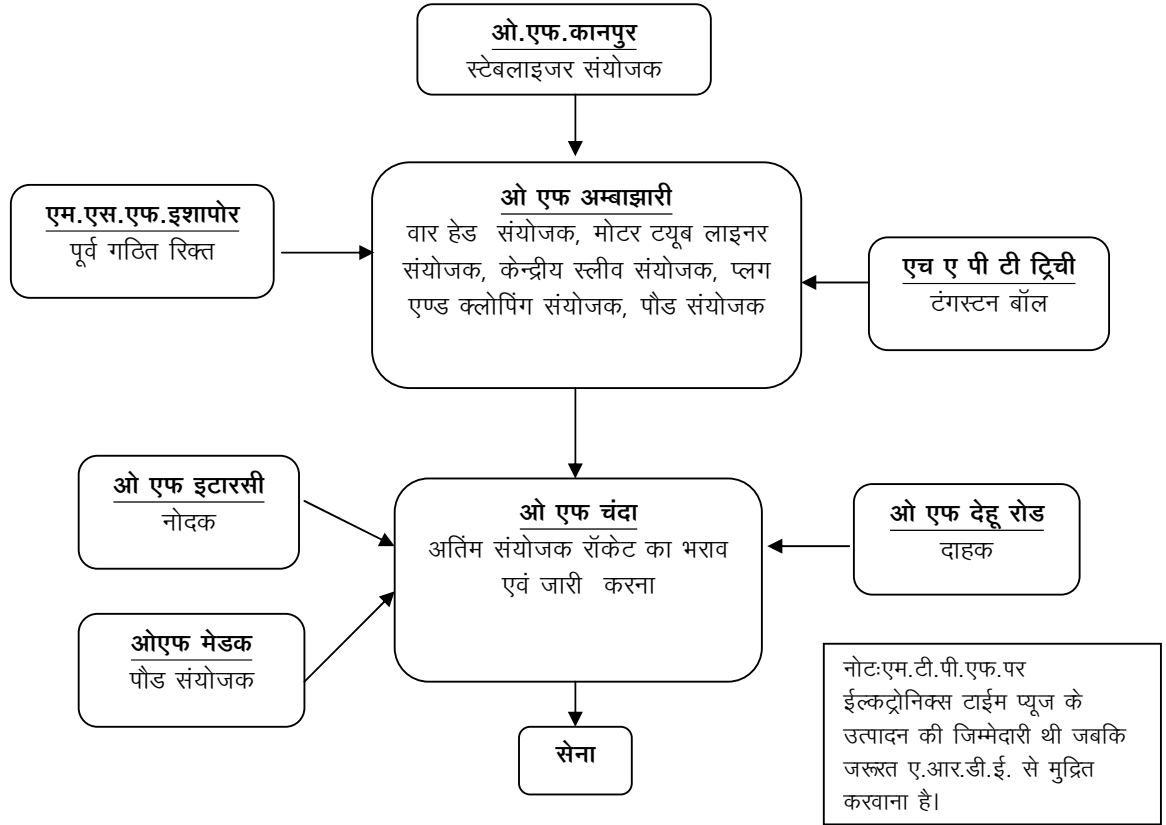 ओ.एफ.कानपुर
स्टेबलाइजर संयोजक
एम.एस.एफ.इशापोर
पूर्व गठित रिक्त
ओ एफ अम्बाझारी
वार हेड संयोजक, मोटर टयूब लाइनर
संयोजक, केन्द्रीय स्लीव संयोजक, प्लग
एण्ड क्लोपिंग संयोजक, पौड संयोजक
एच ए पी टी ट्रिची
टंगस्टन बॉल
ओ एफ इटारसी
नोदक
ओ एफ चंदा
अतिंम संयोजक रॉकेट का भराव
एवं जारी करना
ओ एफ देहू रोड
दाहक
ओएफ मेडक
पौड संयोजक
सेना
नोटःएम.टी.पी.एफ.पर
ईल्कट्रोनिक्स टाईम प्यूज के
उत्पादन की जिम्मेदारी थी जबकि
जरूरत ए.आर.डी.ई. से मुद्रित
करवाना है।